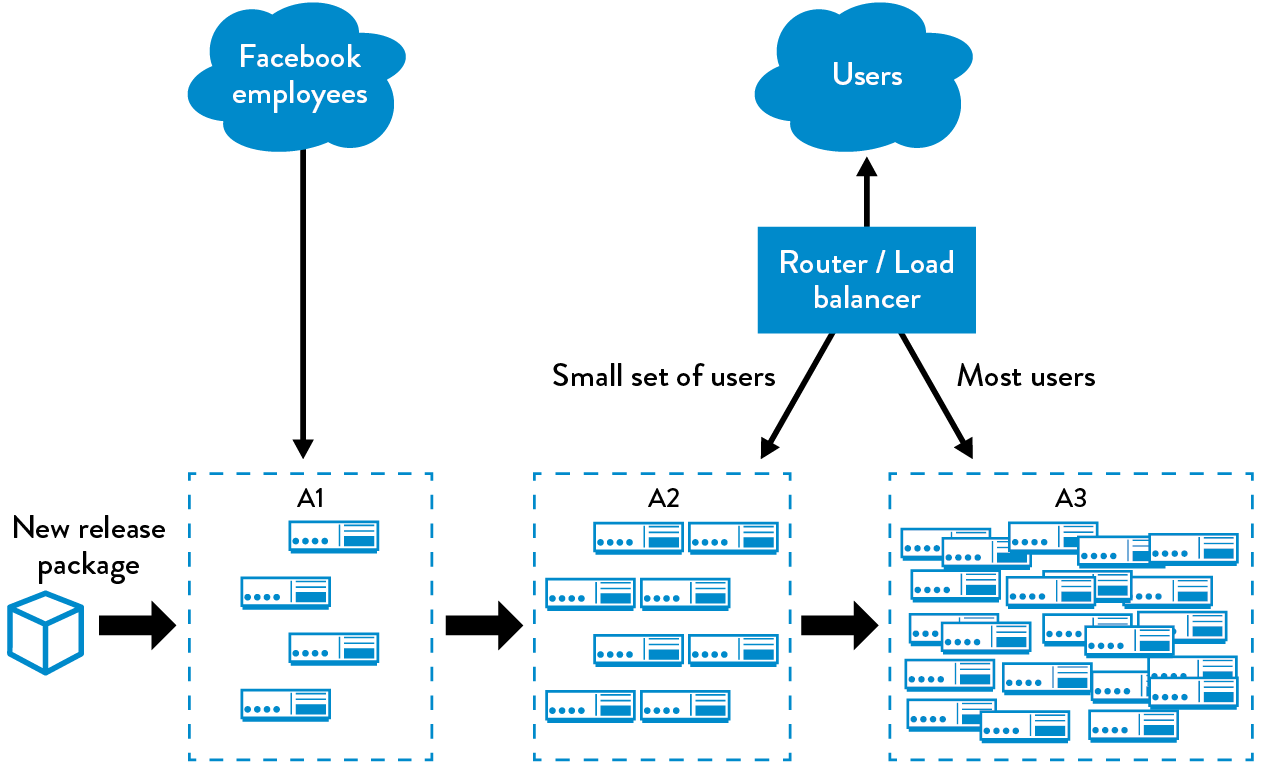 Facebook
employees
Users
Router / Load
balancer
Small set of users
Most users
New release
package
A1
A2
A3